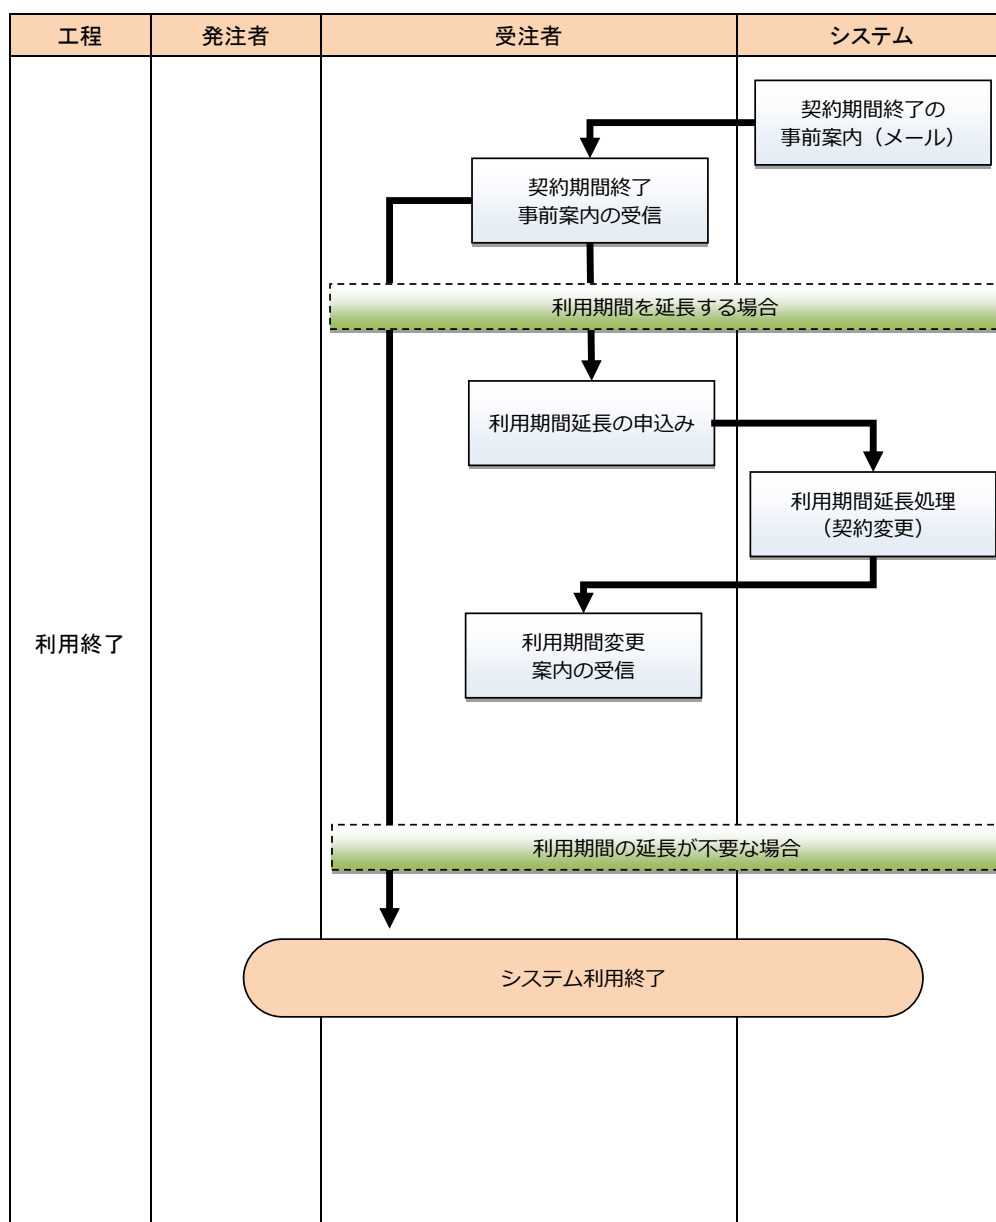 工程
発注者
受注者
システム
契約期間終了の
事前案内（メール）
契約期間終了
事前案内の受信
利用期間を延長する場合
利用期間延長の申込み
利用期間延長処理
（契約変更）
利用終了
利用期間変更
案内の受信
利用期間の延長が不要な場合
システム利用終了